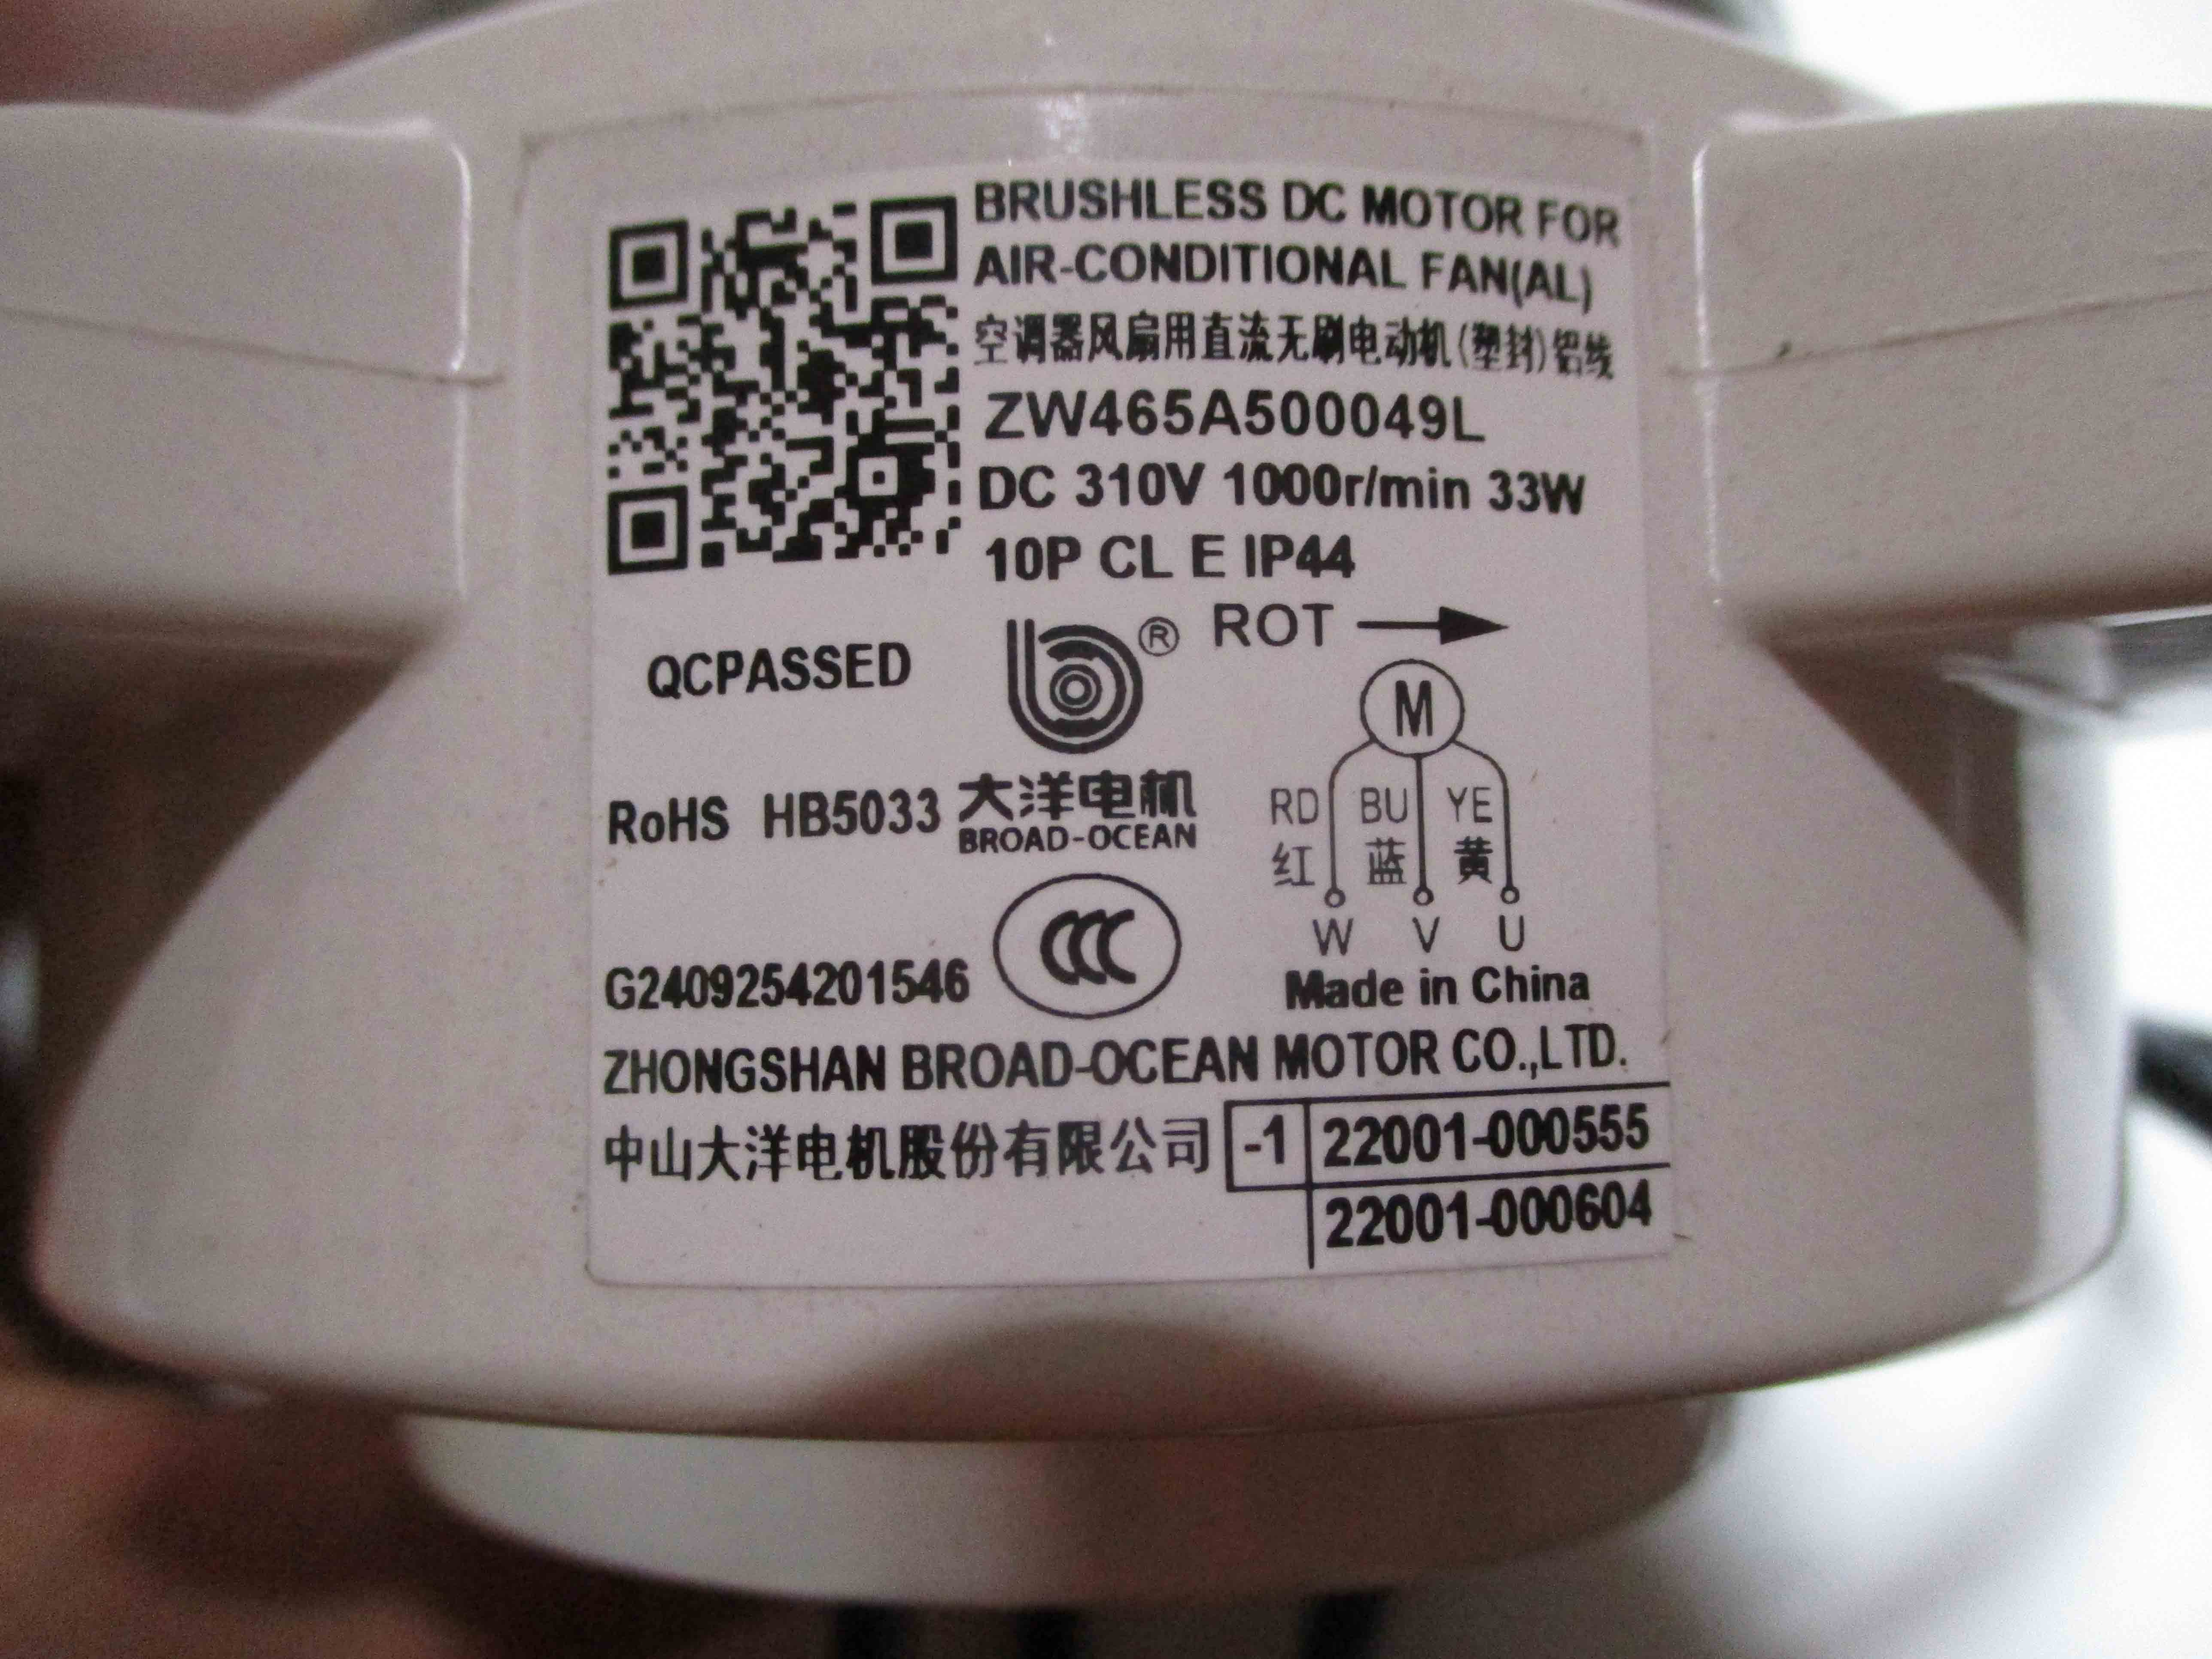 BRUSHLESS DC MOTOR FOR
AIR-CONDITIONAL FAN(AL)
空调器风扇用直流无刷电动机(塑封)铝线
ZW465A500049L
DC 310V 1000r/min 33W
10P CL E IP44
QCPASSED
® ROT
M
RoHS HB5033
大洋电机
BROAD-OCEAN
RD BU YE
红 蓝 黄
W V U
G2409254201546
CCC
Made in China
ZHONGSHAN BROAD-OCEAN MOTOR CO.,LTD.
中山大洋电机股份有限公司 -1 22001-000555
22001-000604